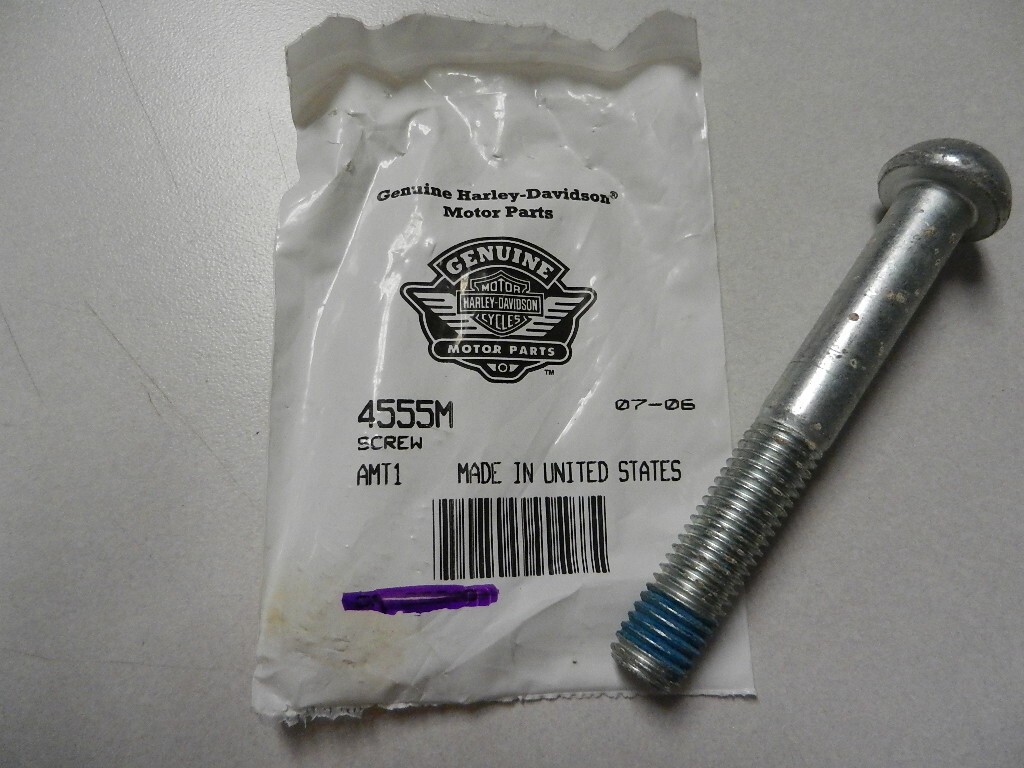 Genuine Harley-Davidson®
Motor Parts
GENUINE
MOTOR
HARLEY-DAVIDSON
CYCLES
MOTOR PARTS
TM
4555M 07-06
SCREW
AMT1 MADE IN UNITED STATES